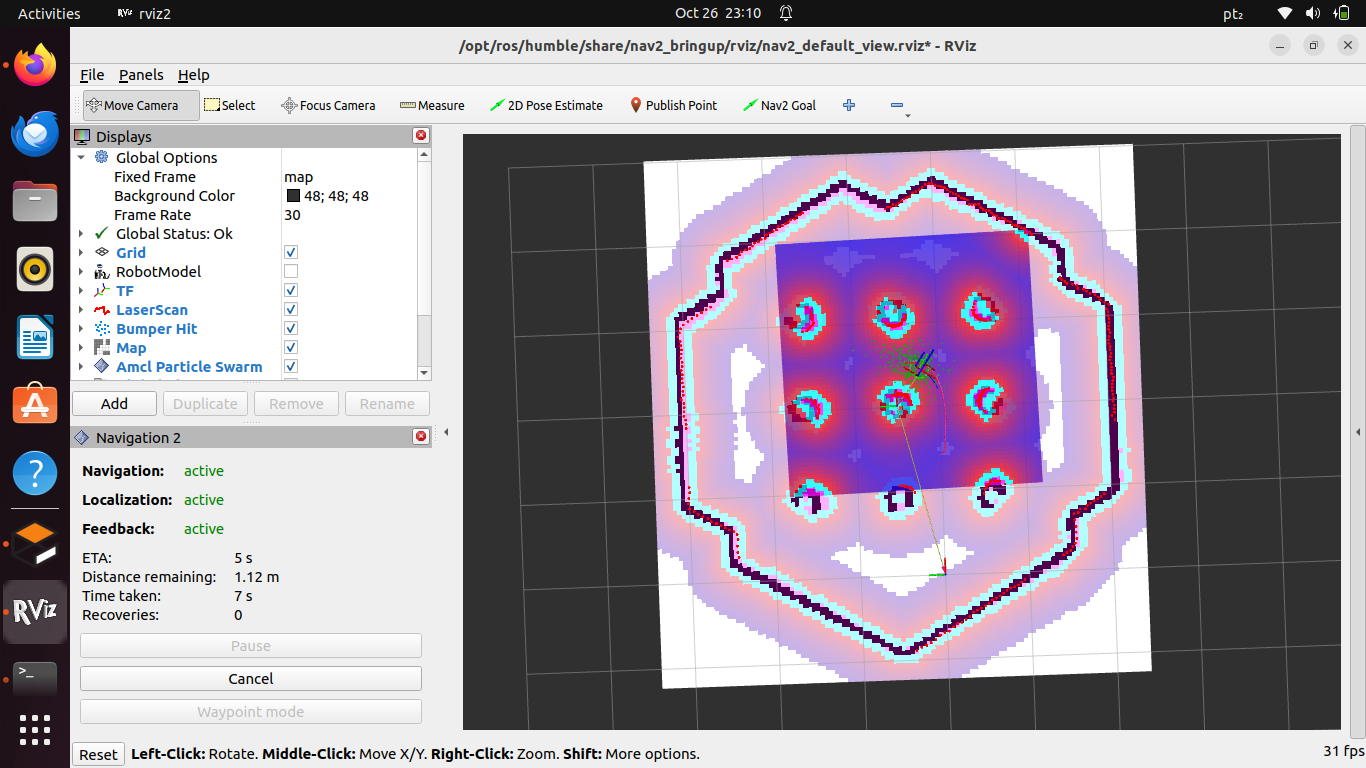 Activities rviz2 Oct 26 23:10 pt₂
/opt/ros/humble/share/nav2_bringup/rviz/nav2_default_view.rviz* - RViz
File Panels Help
Move Camera Select Focus Camera Measure 2D Pose Estimate Publish Point Nav2 Goal
Displays
Global Options
Fixed Frame map
Background Color 48; 48; 48
Frame Rate 30
Global Status: Ok
Grid
RobotModel
TF
LaserScan
Bumper Hit
Map
Amcl Particle Swarm
Add Duplicate Remove Rename
Navigation 2
Navigation: active
Localization: active
Feedback: active
ETA: 5 s
Distance remaining: 1.12 m
Time taken: 7 s
Recoveries: 0
Pause
Cancel
Waypoint mode
RViz
Reset Left-Click: Rotate. Middle-Click: Move X/Y. Right-Click: Zoom. Shift: More options. 31 fps